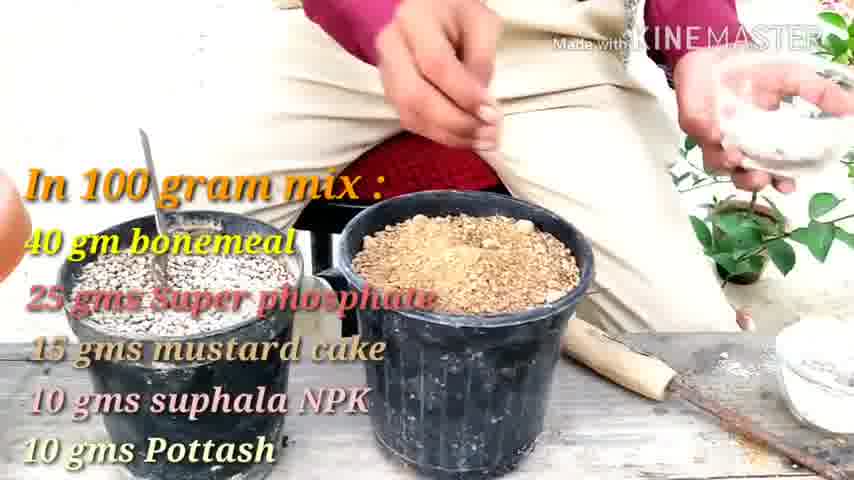 Made with KINEMASTER
In 100 gram mix :
40 gm bonemeal
25 gms Super phosphate
15 gms mustard cake
10 gms suphala NPK
10 gms Pottash